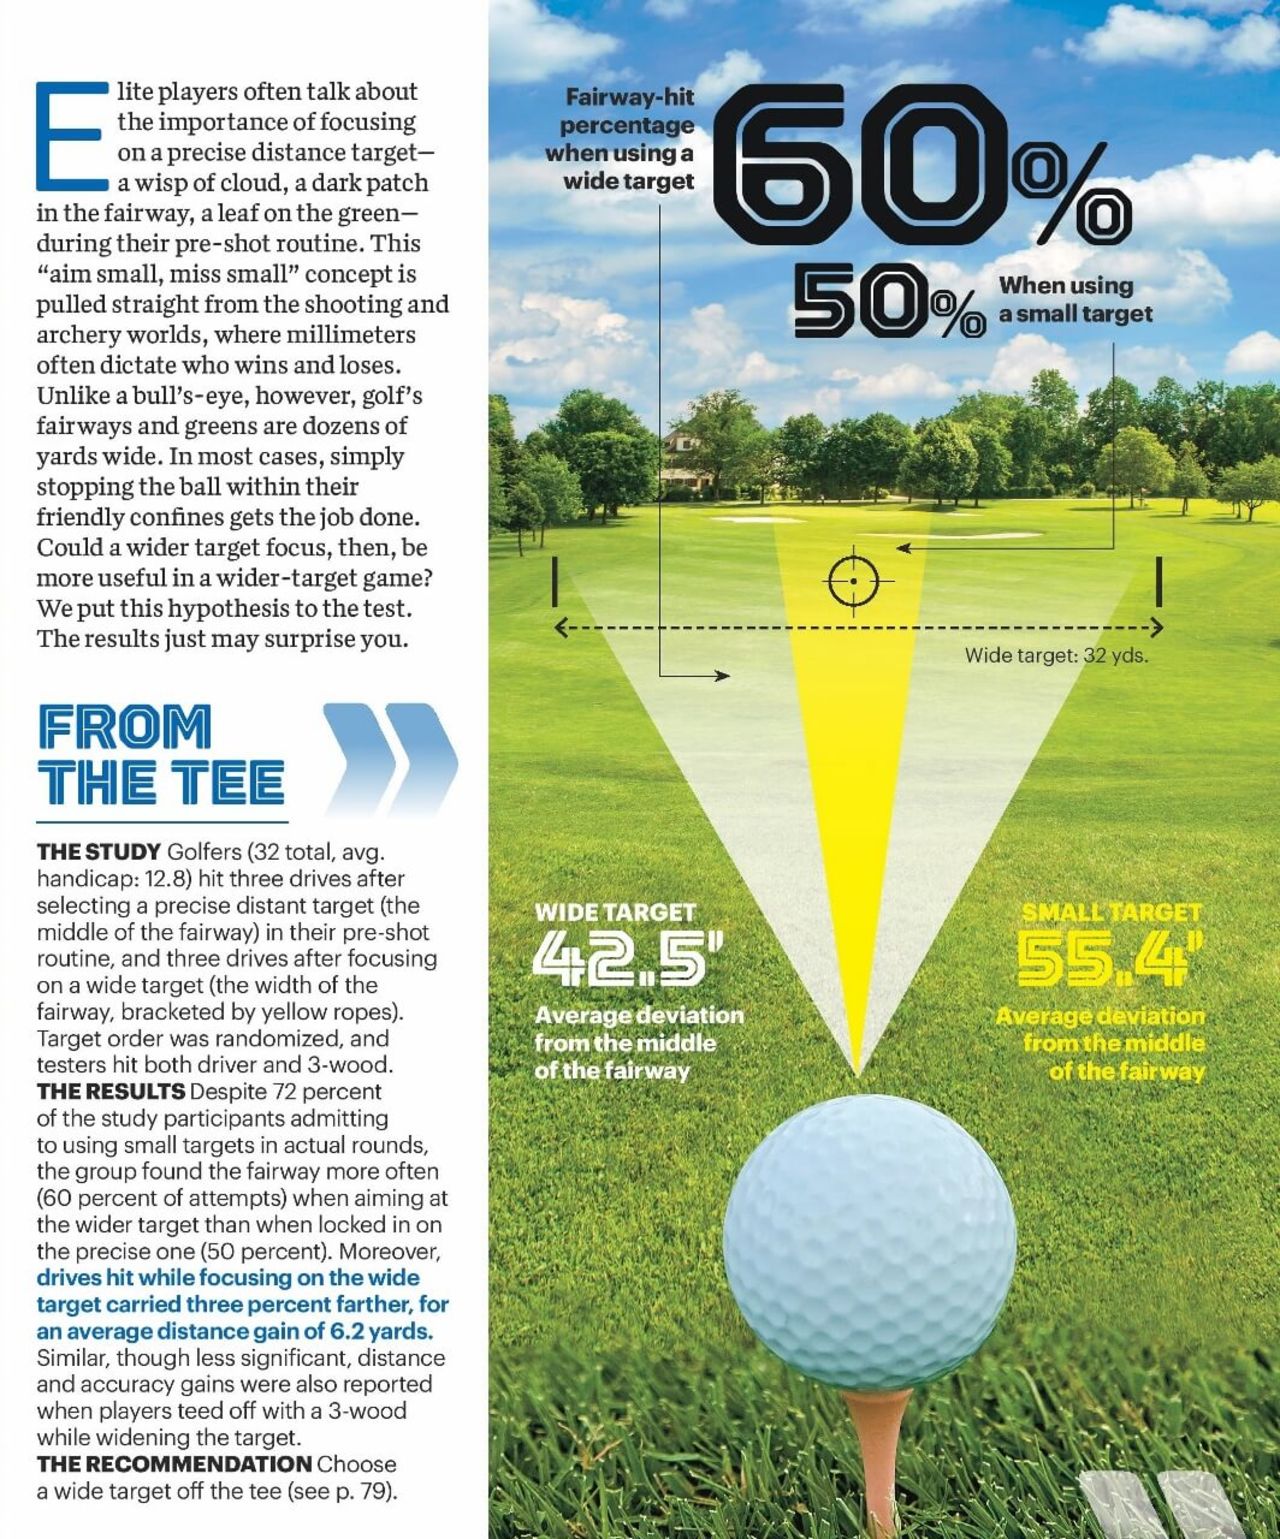 Elite players often talk about
the importance of focusing
on a precise distance target—
a wisp of cloud, a dark patch
in the fairway, a leaf on the green—
during their pre-shot routine. This
“aim small, miss small” concept is
pulled straight from the shooting and
archery worlds, where millimeters
often dictate who wins and loses.
Unlike a bull’s-eye, however, golf’s
fairways and greens are dozens of
yards wide. In most cases, simply
stopping the ball within their
friendly confines gets the job done.
Could a wider target focus, then, be
more useful in a wider-target game?
We put this hypothesis to the test.
The results just may surprise you.
FROM
THE TEE
THE STUDY Golfers (32 total, avg.
handicap: 12.8) hit three drives after
selecting a precise distant target (the
middle of the fairway) in their pre-shot
routine, and three drives after focusing
on a wide target (the width of the
fairway, bracketed by yellow ropes).
Target order was randomized, and
testers hit both driver and 3-wood.
THE RESULTS Despite 72 percent
of the study participants admitting
to using small targets in actual rounds,
the group found the fairway more often
(60 percent of attempts) when aiming at
the wider target than when locked in on
the precise one (50 percent). Moreover,
drives hit while focusing on the wide
target carried three percent farther, for
an average distance gain of 6.2 yards.
Similar, though less significant, distance
and accuracy gains were also reported
when players teed off with a 3-wood
while widening the target.
THE RECOMMENDATION Choose
a wide target off the tee (see p. 79).
Fairway-hit
percentage
when using a
wide target
60%
50%
When using
a small target
Wide target: 32 yds.
WIDE TARGET
42.5'
Average deviation
from the middle
of the fairway
SMALL TARGET
55.4'
Average deviation
from the middle
of the fairway